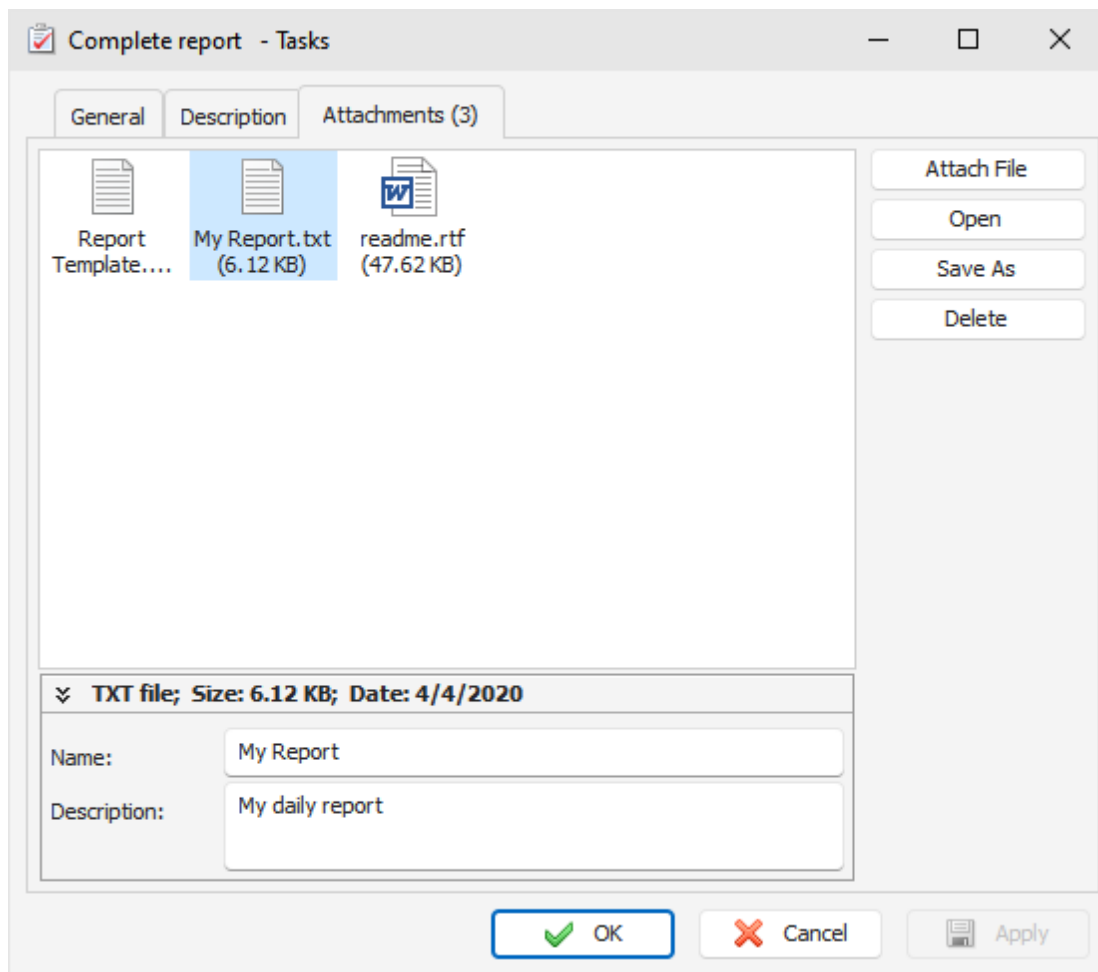 Complete report - Tasks
General
Description
Attachments (3)
Report
Template....
My Report.txt
(6.12 KB)
W
readme.rtf
(47.62 KB)
Attach File
Open
Save As
Delete
TXT file; Size: 6.12 KB; Date: 4/4/2020
Name:
My Report
Description:
My daily report
OK
Cancel
Apply